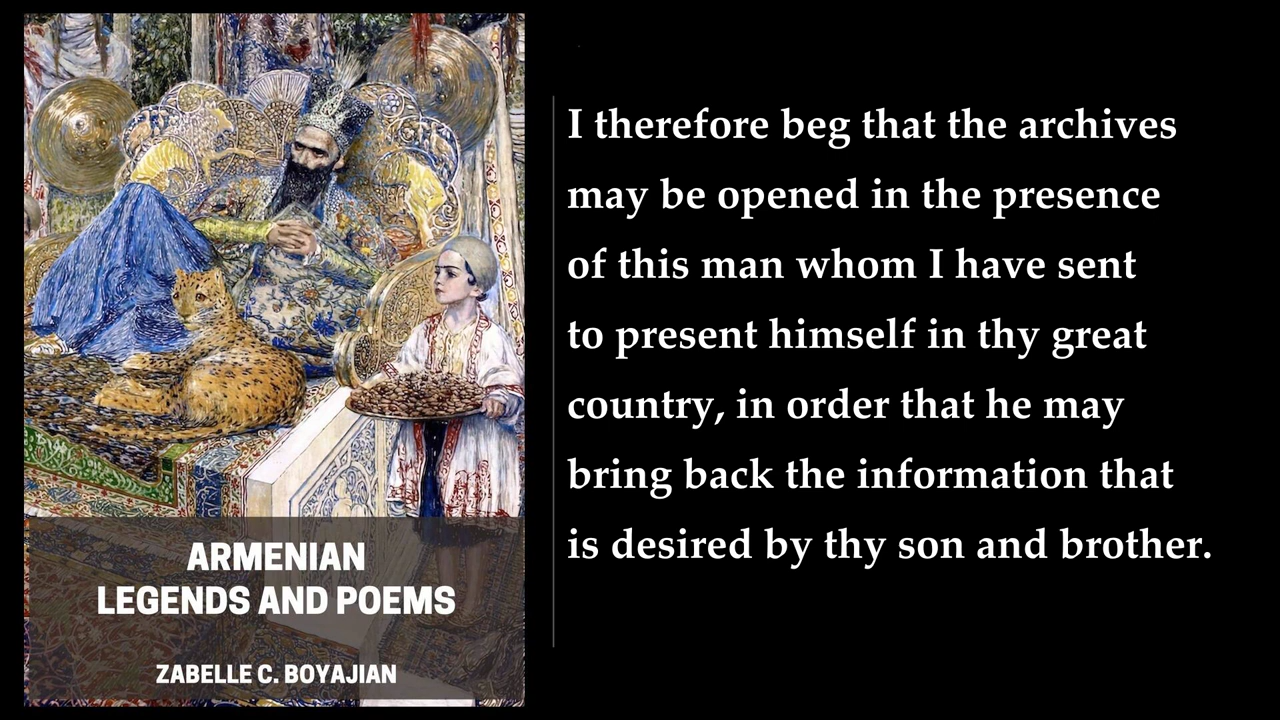 ARMENIAN
LEGENDS AND POEMS
ZABELLE C. BOYAJIAN
I therefore beg that the archives
may be opened in the presence
of this man whom I have sent
to present himself in thy great
country, in order that he may
bring back the information that
is desired by thy son and brother.